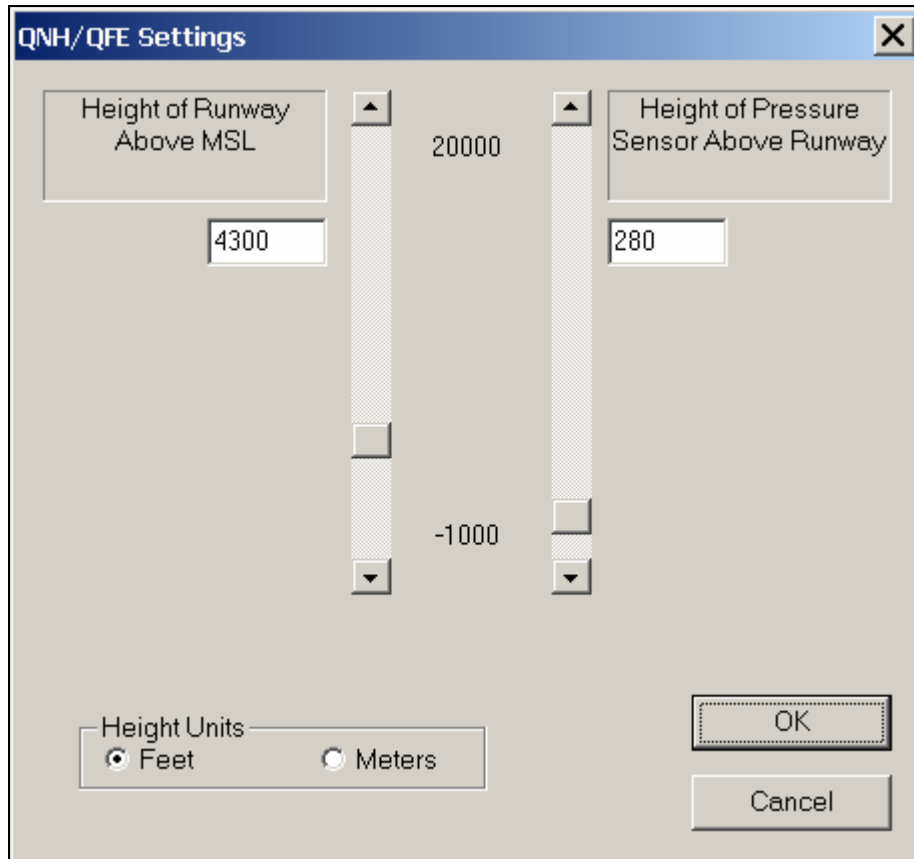 QNH/QFE Settings
Height of Runway
Above MSL
4300
20000
-1000
Height of Pressure
Sensor Above Runway
280
Height Units
Feet
Meters
OK
Cancel